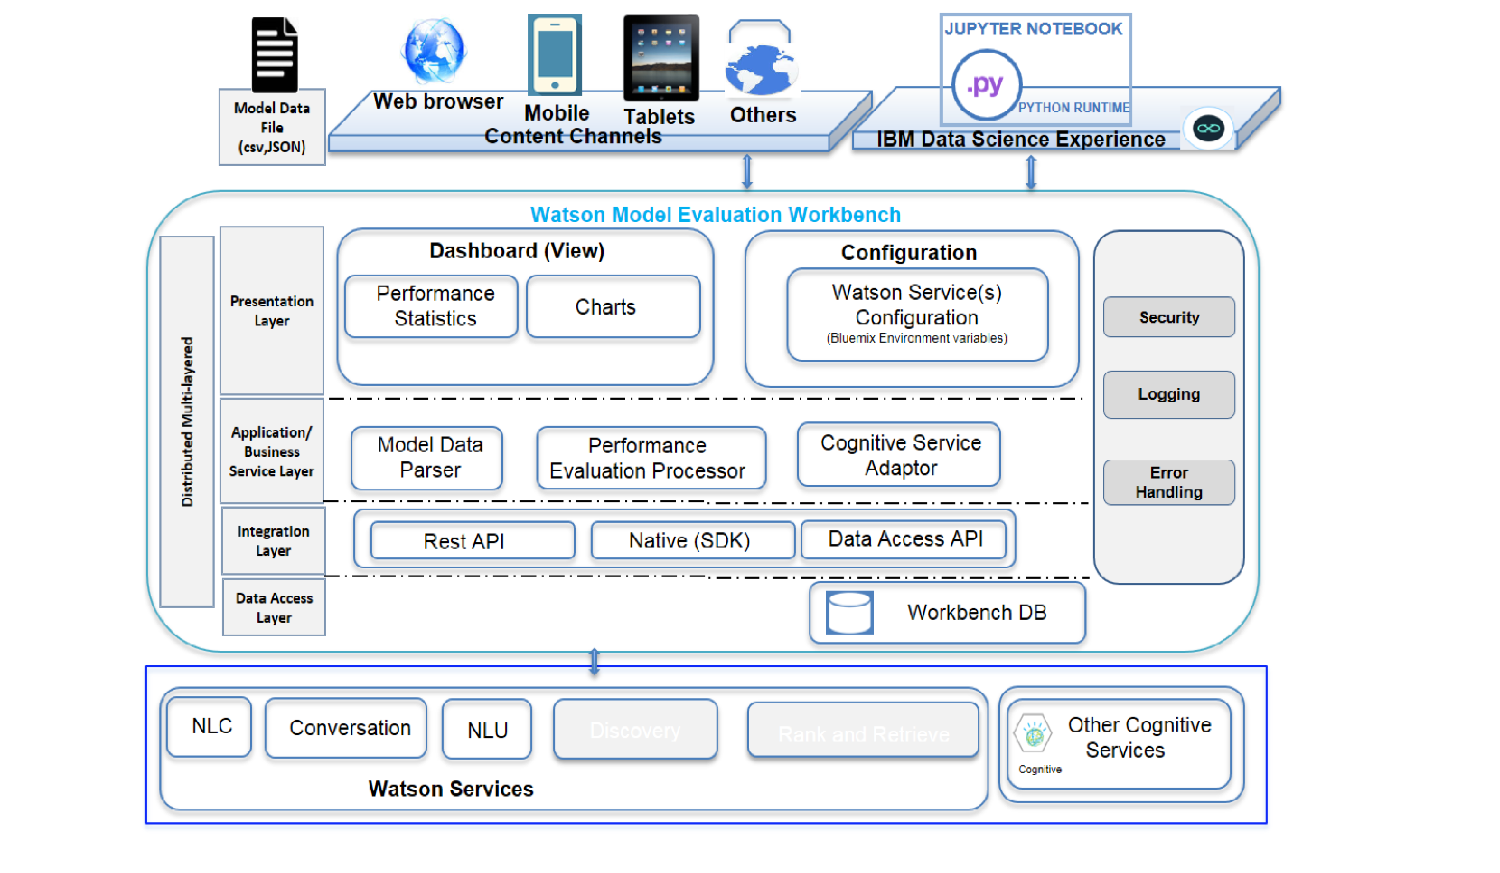 Model Data
File
(csv,JSON)
Web browser
Mobile
Tablets
Others
Content Channels
JUPYTER NOTEBOOK
.py
PYTHON RUNTIME
IBM Data Science Experience
Watson Model Evaluation Workbench
Distributed Multi-layered
Presentation
Layer
Dashboard (View)
Performance
Statistics
Charts
Configuration
Watson Service(s)
Configuration
(Bluemix Environment variables)
Security
Logging
Error
Handling
Application/
Business
Service Layer
Model Data
Parser
Performance
Evaluation Processor
Cognitive Service
Adaptor
Integration
Layer
Rest API
Native (SDK)
Data Access API
Data Access
Layer
Workbench DB
NLC
Conversation
NLU
Discovery
Rank and Retrieve
Watson Services
Cognitive
Other Cognitive
Services